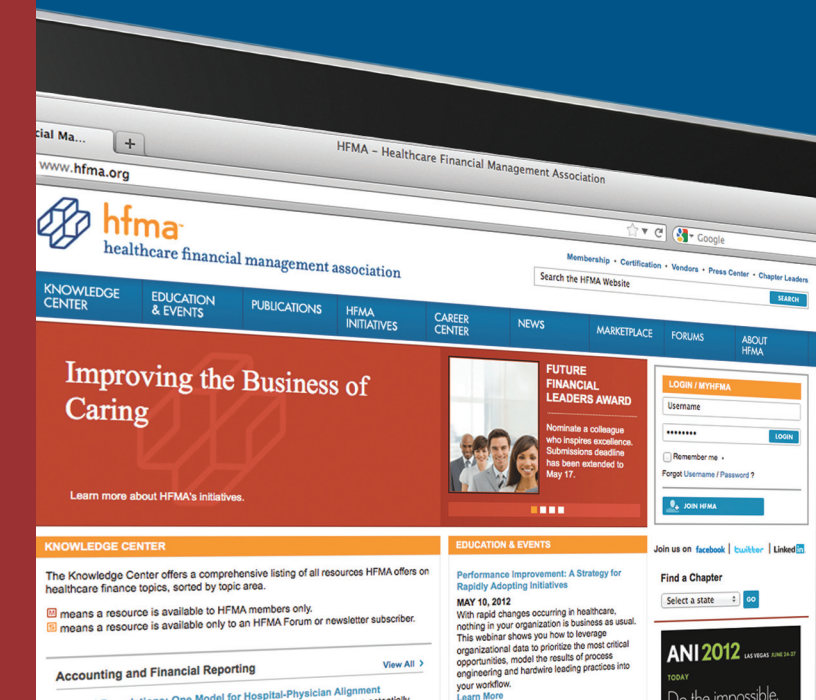 cial Ma...
+
HFMA – Healthcare Financial Management Association
www.hfma.org
Google
hfma
healthcare financial management association
Membership • Certification • Vendors • Press Center • Chapter Leaders
Search the HFMA Website
SEARCH
KNOWLEDGE
CENTER
EDUCATION
& EVENTS
PUBLICATIONS
HFMA
INITIATIVES
CAREER
CENTER
NEWS
MARKETPLACE
FORUMS
ABOUT
HFMA
Improving the Business of
Caring
Learn more about HFMA's initiatives.
FUTURE
FINANCIAL
LEADERS AWARD
Nominate a colleague
who inspires excellence.
Submissions deadline
has been extended to
May 17.
LOGIN / MYHFMA
Username
••••••••
LOGIN
Remember me •
Forgot Username / Password ?
JOIN HFMA
KNOWLEDGE CENTER
The Knowledge Center offers a comprehensive listing of all resources HFMA offers on
healthcare finance topics, sorted by topic area.
M means a resource is available to HFMA members only.
S means a resource is available only to an HFMA Forum or newsletter subscriber.
Accounting and Financial Reporting
View All >
One Model for Hospital-Physician Alignment
EDUCATION & EVENTS
Performance Improvement: A Strategy for
Rapidly Adopting Initiatives
MAY 10, 2012
With rapid changes occurring in healthcare,
nothing in your organization is business as usual.
This webinar shows you how to leverage
organizational data to prioritize the most critical
opportunities, model the results of process
engineering and hardwire leading practices into
your workflow.
Learn More
Join us on facebook | twitter | Linked in
Find a Chapter
Select a state
GO
ANI 2012 LAS VEGAS JUNE 24-27
TODAY
Do the impossible.